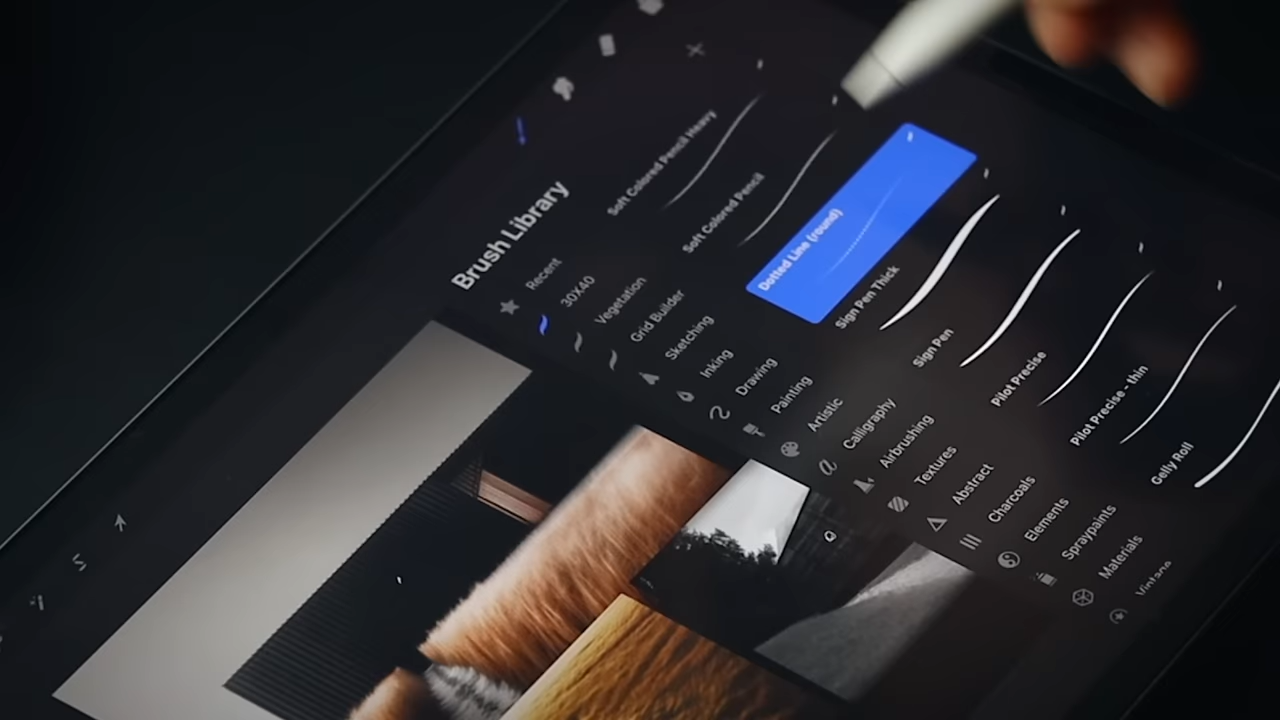 Brush Library
Recent
30X40
Vegetation
Grid Builder
Sketching
Inking
Drawing
Painting
Artistic
Calligraphy
Airbrushing
Textures
Abstract
Charcoals
Elements
Spraypaints
Materials
Vintage
Soft Colored Pencil Heavy
Soft Colored Pencil
Dotted Line (round)
Sign Pen Thick
Sign Pen
Pilot Precise
Pilot Precise - thin
Gelly Roll